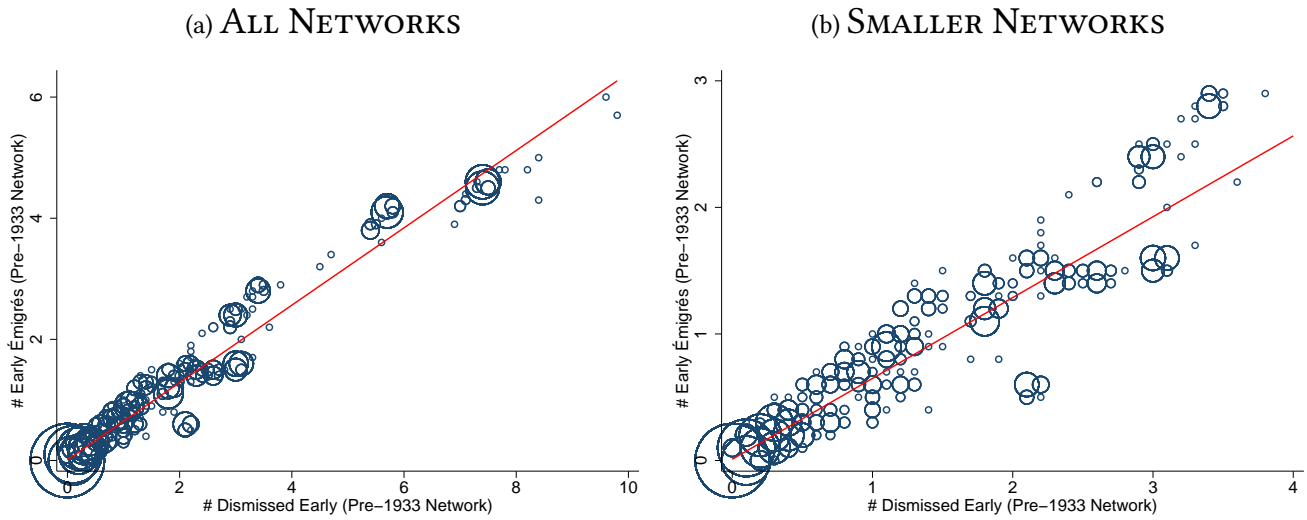 (a) ALL NETWORKS
# Early Émigrés (Pre−1933 Network)
6
4
2
0
0 2 4 6 8 10
# Dismissed Early (Pre−1933 Network)
(b) SMALLER NETWORKS
# Early Émigrés (Pre−1933 Network)
3
2
1
0
0 1 2 3 4
# Dismissed Early (Pre−1933 Network)